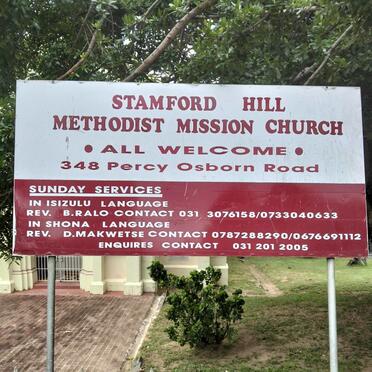 STAMFORD HILL
METHODIST MISSION CHURCH
• ALL WELCOME •
348 Percy Osborn Road
SUNDAY SERVICES
IN ISIZULU LANGUAGE
REV. B.RALO CONTACT 031 3076158/0733040633
IN SHONA LANGUAGE
REV. D.MAKWETSE CONTACT 0787288290/0676691112
ENQUIRES CONTACT 031 201 2005